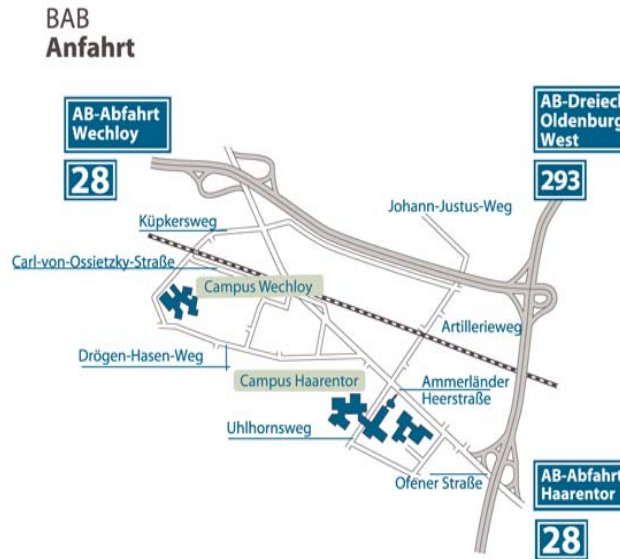 BAB
Anfahrt
AB-Abfahrt
Wechloy
28
AB-Dreieck
Oldenburg
West
293
Johann-Justus-Weg
Küpkersweg
Carl-von-Ossietzky-Straße
Campus Wechloy
Artillerieweg
Drögen-Hasen-Weg
Campus Haarentor
Ammerländer
Heerstraße
Uhlhornsweg
Ofener Straße
AB-Abfahrt
Haarentor
28